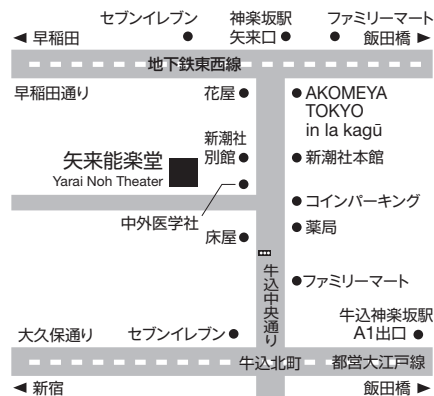 セブンイレブン
神楽坂駅
矢来口
ファミリーマート
早稲田
飯田橋
地下鉄東西線
早稲田通り
花屋
AKOMEYA
TOKYO
in la kagū
新潮社
別館
矢来能楽堂
Yarai Noh Theater
新潮社本館
コインパーキング
中外医学社
床屋
薬局
牛込中央通り
ファミリーマート
牛込神楽坂駅
A1出口
大久保通り
セブンイレブン
牛込北町
都営大江戸線
新宿
飯田橋